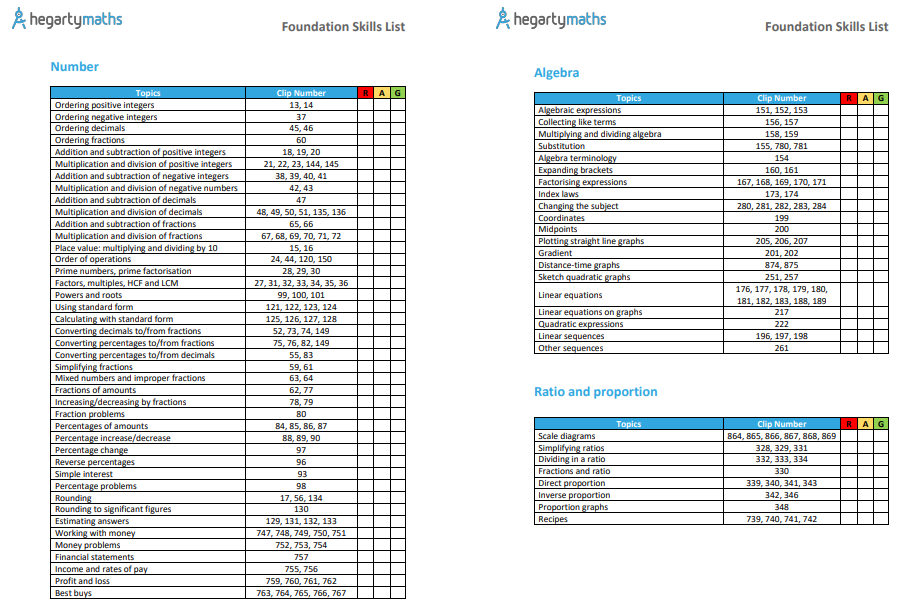 hegartymaths
Foundation Skills List
Number
Topics Clip Number R A G
Ordering positive integers 13, 14
Ordering negative integers 37
Ordering decimals 45, 46
Ordering fractions 60
Addition and subtraction of positive integers 18, 19, 20
Multiplication and division of positive integers 21, 22, 23, 144, 145
Addition and subtraction of negative integers 38, 39, 40, 41
Multiplication and division of negative numbers 42, 43
Addition and subtraction of decimals 47
Multiplication and division of decimals 48, 49, 50, 51, 135, 136
Addition and subtraction of fractions 65, 66
Multiplication and division of fractions 67, 68, 69, 70, 71, 72
Place value: multiplying and dividing by 10 15, 16
Order of operations 24, 44, 120, 150
Prime numbers, prime factorisation 28, 29, 30
Factors, multiples, HCF and LCM 27, 31, 32, 33, 34, 35, 36
Powers and roots 99, 100, 101
Using standard form 121, 122, 123, 124
Calculating with standard form 125, 126, 127, 128
Converting decimals to/from fractions 52, 73, 74, 149
Converting percentages to/from fractions 75, 76, 82, 149
Converting percentages to/from decimals 55, 83
Simplifying fractions 59, 61
Mixed numbers and improper fractions 63, 64
Fractions of amounts 62, 77
Increasing/decreasing by fractions 78, 79
Fraction problems 80
Percentages of amounts 84, 85, 86, 87
Percentage increase/decrease 88, 89, 90
Percentage change 97
Reverse percentages 96
Simple interest 93
Percentage problems 98
Rounding 17, 56, 134
Rounding to significant figures 130
Estimating answers 129, 131, 132, 133
Working with money 747, 748, 749, 750, 751
Money problems 752, 753, 754
Financial statements 757
Income and rates of pay 755, 756
Profit and loss 759, 760, 761, 762
Best buys 763, 764, 765, 766, 767
hegartymaths
Foundation Skills List
Algebra
Topics Clip Number R A G
Algebraic expressions 151, 152, 153
Collecting like terms 156, 157
Multiplying and dividing algebra 158, 159
Substitution 155, 780, 781
Algebra terminology 154
Expanding brackets 160, 161
Factorising expressions 167, 168, 169, 170, 171
Index laws 173, 174
Changing the subject 280, 281, 282, 283, 284
Coordinates 199
Midpoints 200
Plotting straight line graphs 205, 206, 207
Gradient 201, 202
Distance-time graphs 874, 875
Sketch quadratic graphs 251, 257
Linear equations 176, 177, 178, 179, 180,
181, 182, 183, 188, 189
Linear equations on graphs 217
Quadratic expressions 222
Linear sequences 196, 197, 198
Other sequences 261
Ratio and proportion
Topics Clip Number R A G
Scale diagrams 864, 865, 866, 867, 868, 869
Simplifying ratios 328, 329, 331
Dividing in a ratio 332, 333, 334
Fractions and ratio 330
Direct proportion 339, 340, 341, 343
Inverse proportion 342, 346
Proportion graphs 348
Recipes 739, 740, 741, 742